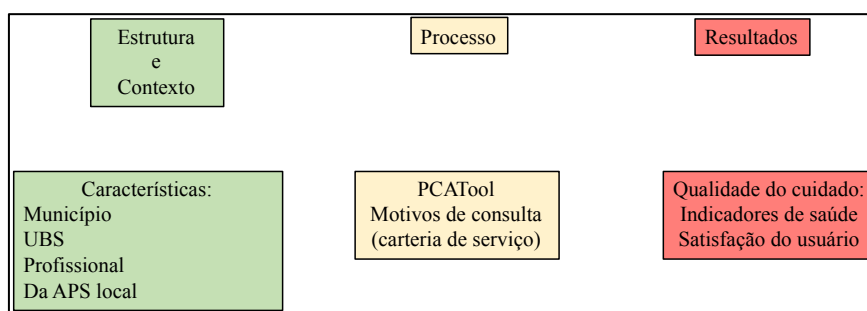 Estrutura
e
Contexto
Processo
Resultados
Características:
Município
UBS
Profissional
Da APS local
PCATool
Motivos de consulta
(carteria de serviço)
Qualidade do cuidado:
Indicadores de saúde
Satisfação do usuário